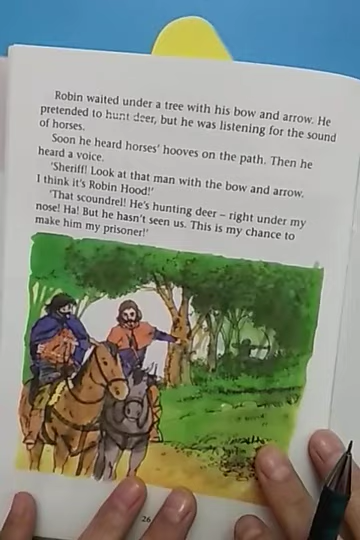 Robin waited under a tree with his bow and arrow. He
pretended to hunt deer, but he was listening for the sound
of horses.
Soon he heard horses' hooves on the path. Then he
heard a voice.
'Sheriff! Look at that man with the bow and arrow.
I think it's Robin Hood!'
'That scoundrel! He's hunting deer – right under my
nose! Ha! But he hasn't seen us. This is my chance to
make him my prisoner!'
26